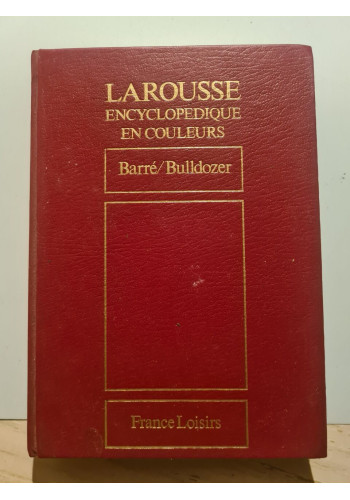 LAROUSSE
ENCYCLOPEDIQUE
EN COULEURS
Barré/Bulldozer
France Loisirs